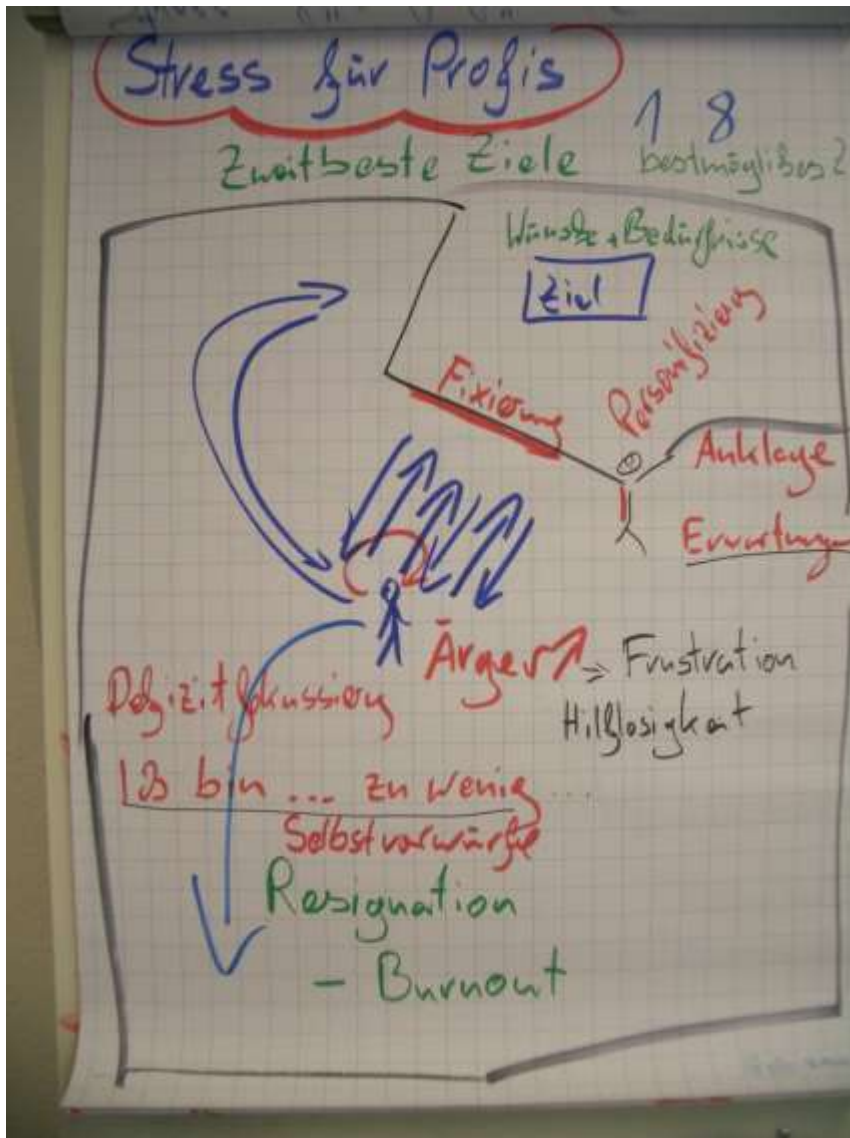 Stress für Profis
1 8
Zweitbeste Ziele bestmögliches?
Wünsche + Bedürfnisse
Ziel
Personifizierung
Fixierung
Anklage
Erwartungen
Ärger ⇒ Frustration
Hilflosigkeit
Defizitfokussierung
Ich bin ... zu wenig ...
Selbstvorwürfe
Resignation
- Burnout